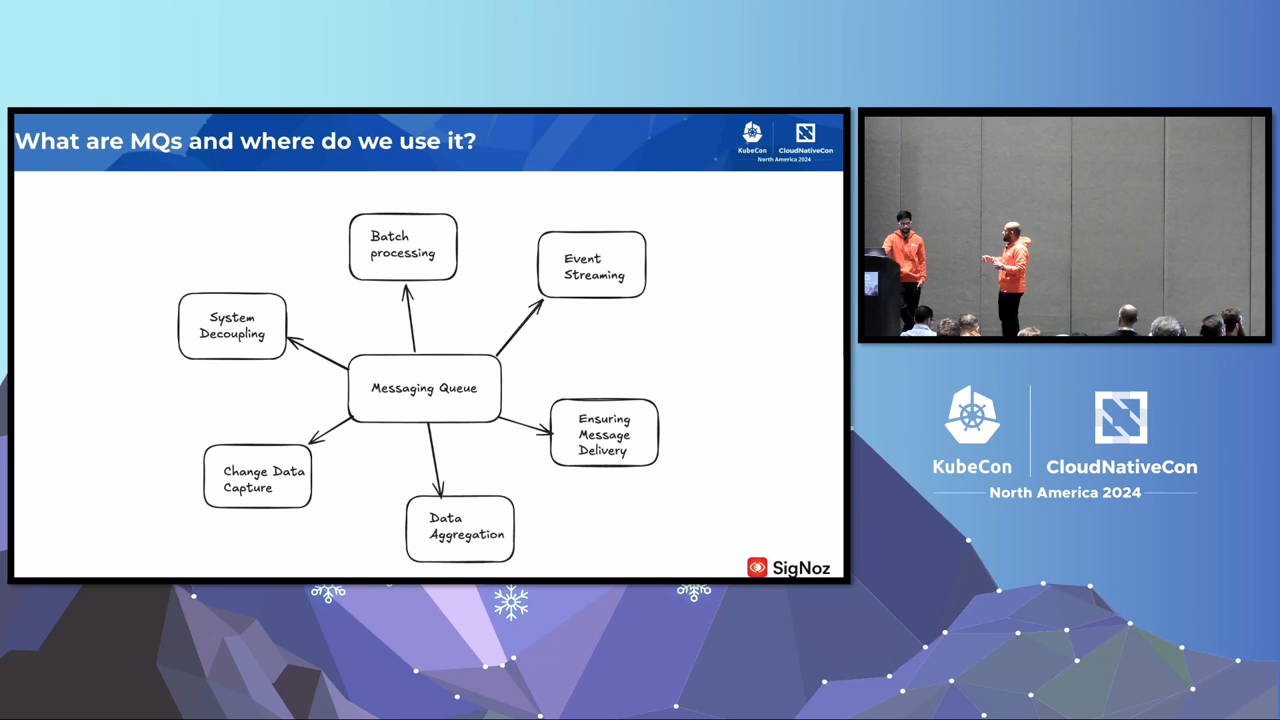 What are MQs and where do we use it?
KubeCon
CloudNativeCon
North America 2024
Batch
processing
Event
Streaming
System
Decoupling
Messaging Queue
Ensuring
Message
Delivery
Change Data
Capture
Data
Aggregation
SigNoz
KubeCon
CloudNativeCon
North America 2024